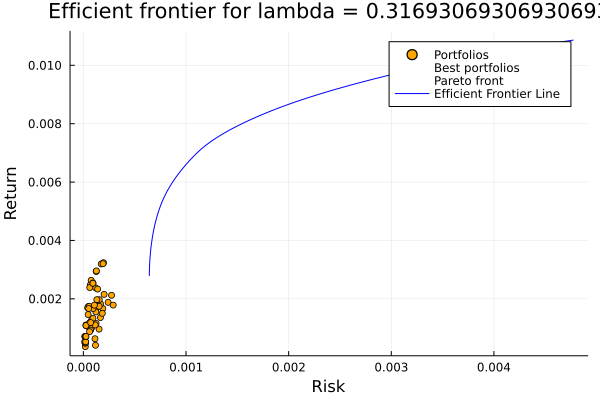 Efficient frontier for lambda = 0.3169306930693069
Portfolios
Best portfolios
Pareto front
Efficient Frontier Line
Return
0.010
0.008
0.006
0.004
0.002
0.000
0.001
0.002
0.003
0.004
Risk